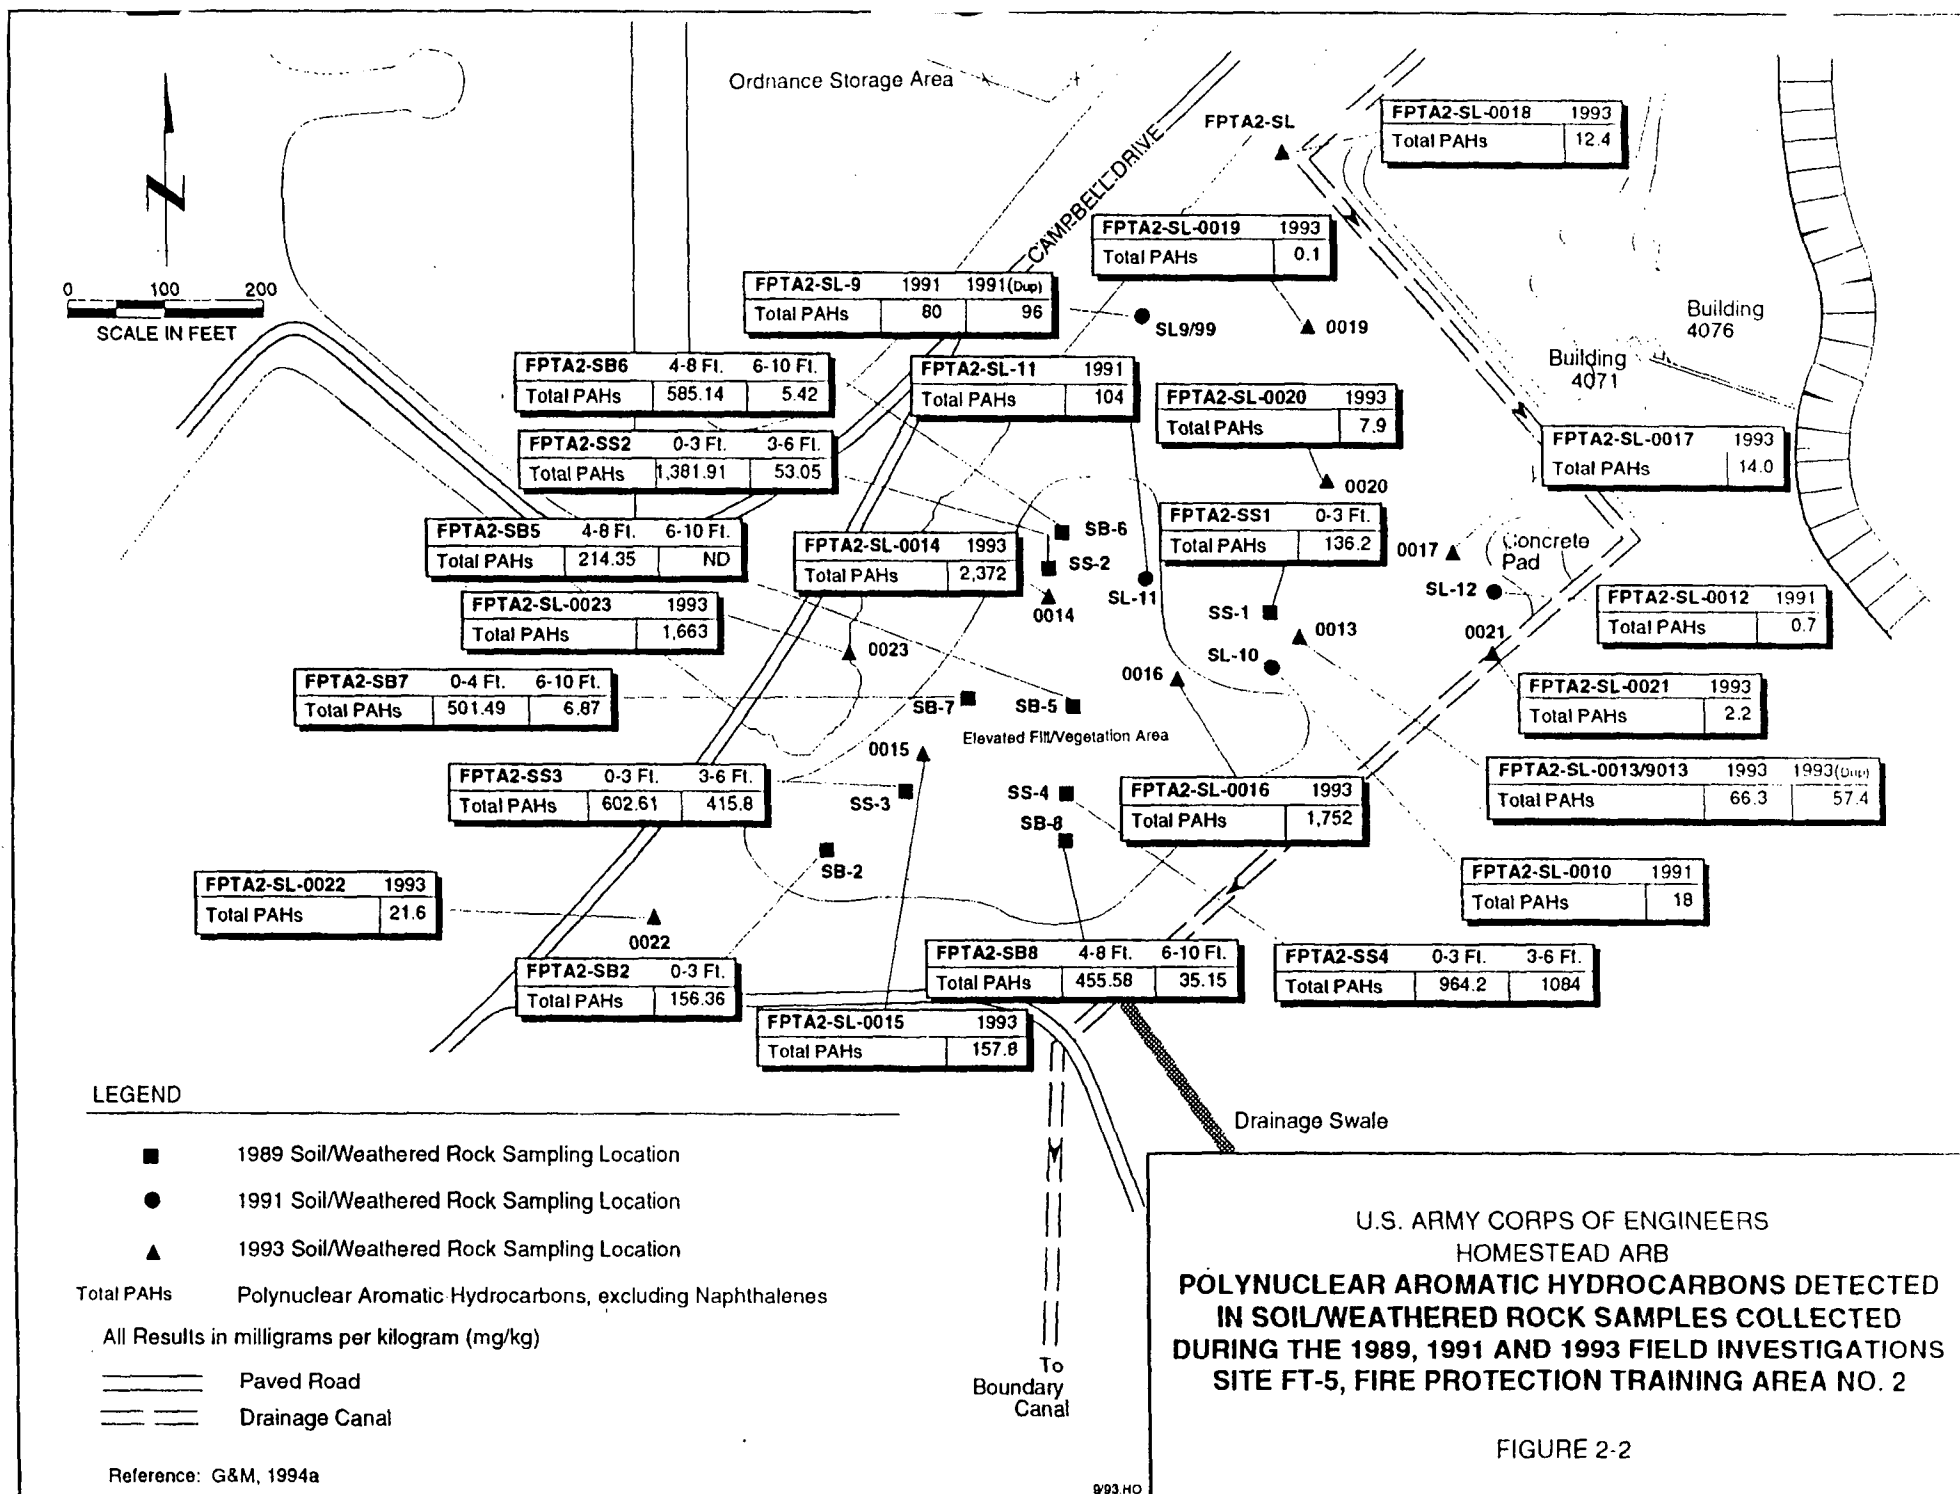 Ordnance Storage Area
CAMPBELL DRIVE
N
0 100 200
SCALE IN FEET
FPTA2-SL
FPTA2-SL-0018 1993
Total PAHs 12.4
FPTA2-SL-0019 1993
Total PAHs 0.1
FPTA2-SL-9 1991 1991(Dup)
Total PAHs 80 96
SL9/99
0019
Building
4076
Building
4071
FPTA2-SB6 4-8 Ft. 6-10 Ft.
Total PAHs 585.14 5.42
FPTA2-SL-11 1991
Total PAHs 104
FPTA2-SL-0020 1993
Total PAHs 7.9
FPTA2-SS2 0-3 Ft. 3-6 Ft.
Total PAHs 1,381.91 53.05
FPTA2-SL-0017 1993
Total PAHs 14.0
0020
FPTA2-SB5 4-8 Ft. 6-10 Ft.
Total PAHs 214.35 ND
FPTA2-SL-0014 1993
Total PAHs 2,372
SB-6
SS-2
0014
SL-11
FPTA2-SS1 0-3 Ft.
Total PAHs 136.2
0017
Concrete
Pad
SL-12
FPTA2-SL-0012 1991
Total PAHs 0.7
FPTA2-SL-0023 1993
Total PAHs 1,663
0023
SS-1
0013
0021
SL-10
0016
FPTA2-SB7 0-4 Ft. 6-10 Ft.
Total PAHs 501.49 6.87
SB-7
SB-5
Elevated Fill/Vegetation Area
FPTA2-SL-0021 1993
Total PAHs 2.2
0015
FPTA2-SS3 0-3 Ft. 3-6 Ft.
Total PAHs 602.61 415.8
SS-3
SS-4
SB-8
FPTA2-SL-0016 1993
Total PAHs 1,752
FPTA2-SL-0013/9013 1993 1993(Dup)
Total PAHs 66.3 57.4
SB-2
FPTA2-SL-0022 1993
Total PAHs 21.6
0022
FPTA2-SL-0010 1991
Total PAHs 18
FPTA2-SB2 0-3 Ft.
Total PAHs 156.36
FPTA2-SB8 4-8 Ft. 6-10 Ft.
Total PAHs 455.58 35.15
FPTA2-SS4 0-3 Ft. 3-6 Ft.
Total PAHs 964.2 1084
FPTA2-SL-0015 1993
Total PAHs 157.8
Drainage Swale
To
Boundary
Canal
LEGEND
1989 Soil/Weathered Rock Sampling Location
1991 Soil/Weathered Rock Sampling Location
1993 Soil/Weathered Rock Sampling Location
Total PAHs Polynuclear Aromatic Hydrocarbons, excluding Naphthalenes
All Results in milligrams per kilogram (mg/kg)
Paved Road
Drainage Canal
Reference: G&M, 1994a
9/93.HO
U.S. ARMY CORPS OF ENGINEERS
HOMESTEAD ARB
POLYNUCLEAR AROMATIC HYDROCARBONS DETECTED
IN SOIL/WEATHERED ROCK SAMPLES COLLECTED
DURING THE 1989, 1991 AND 1993 FIELD INVESTIGATIONS
SITE FT-5, FIRE PROTECTION TRAINING AREA NO. 2
FIGURE 2-2